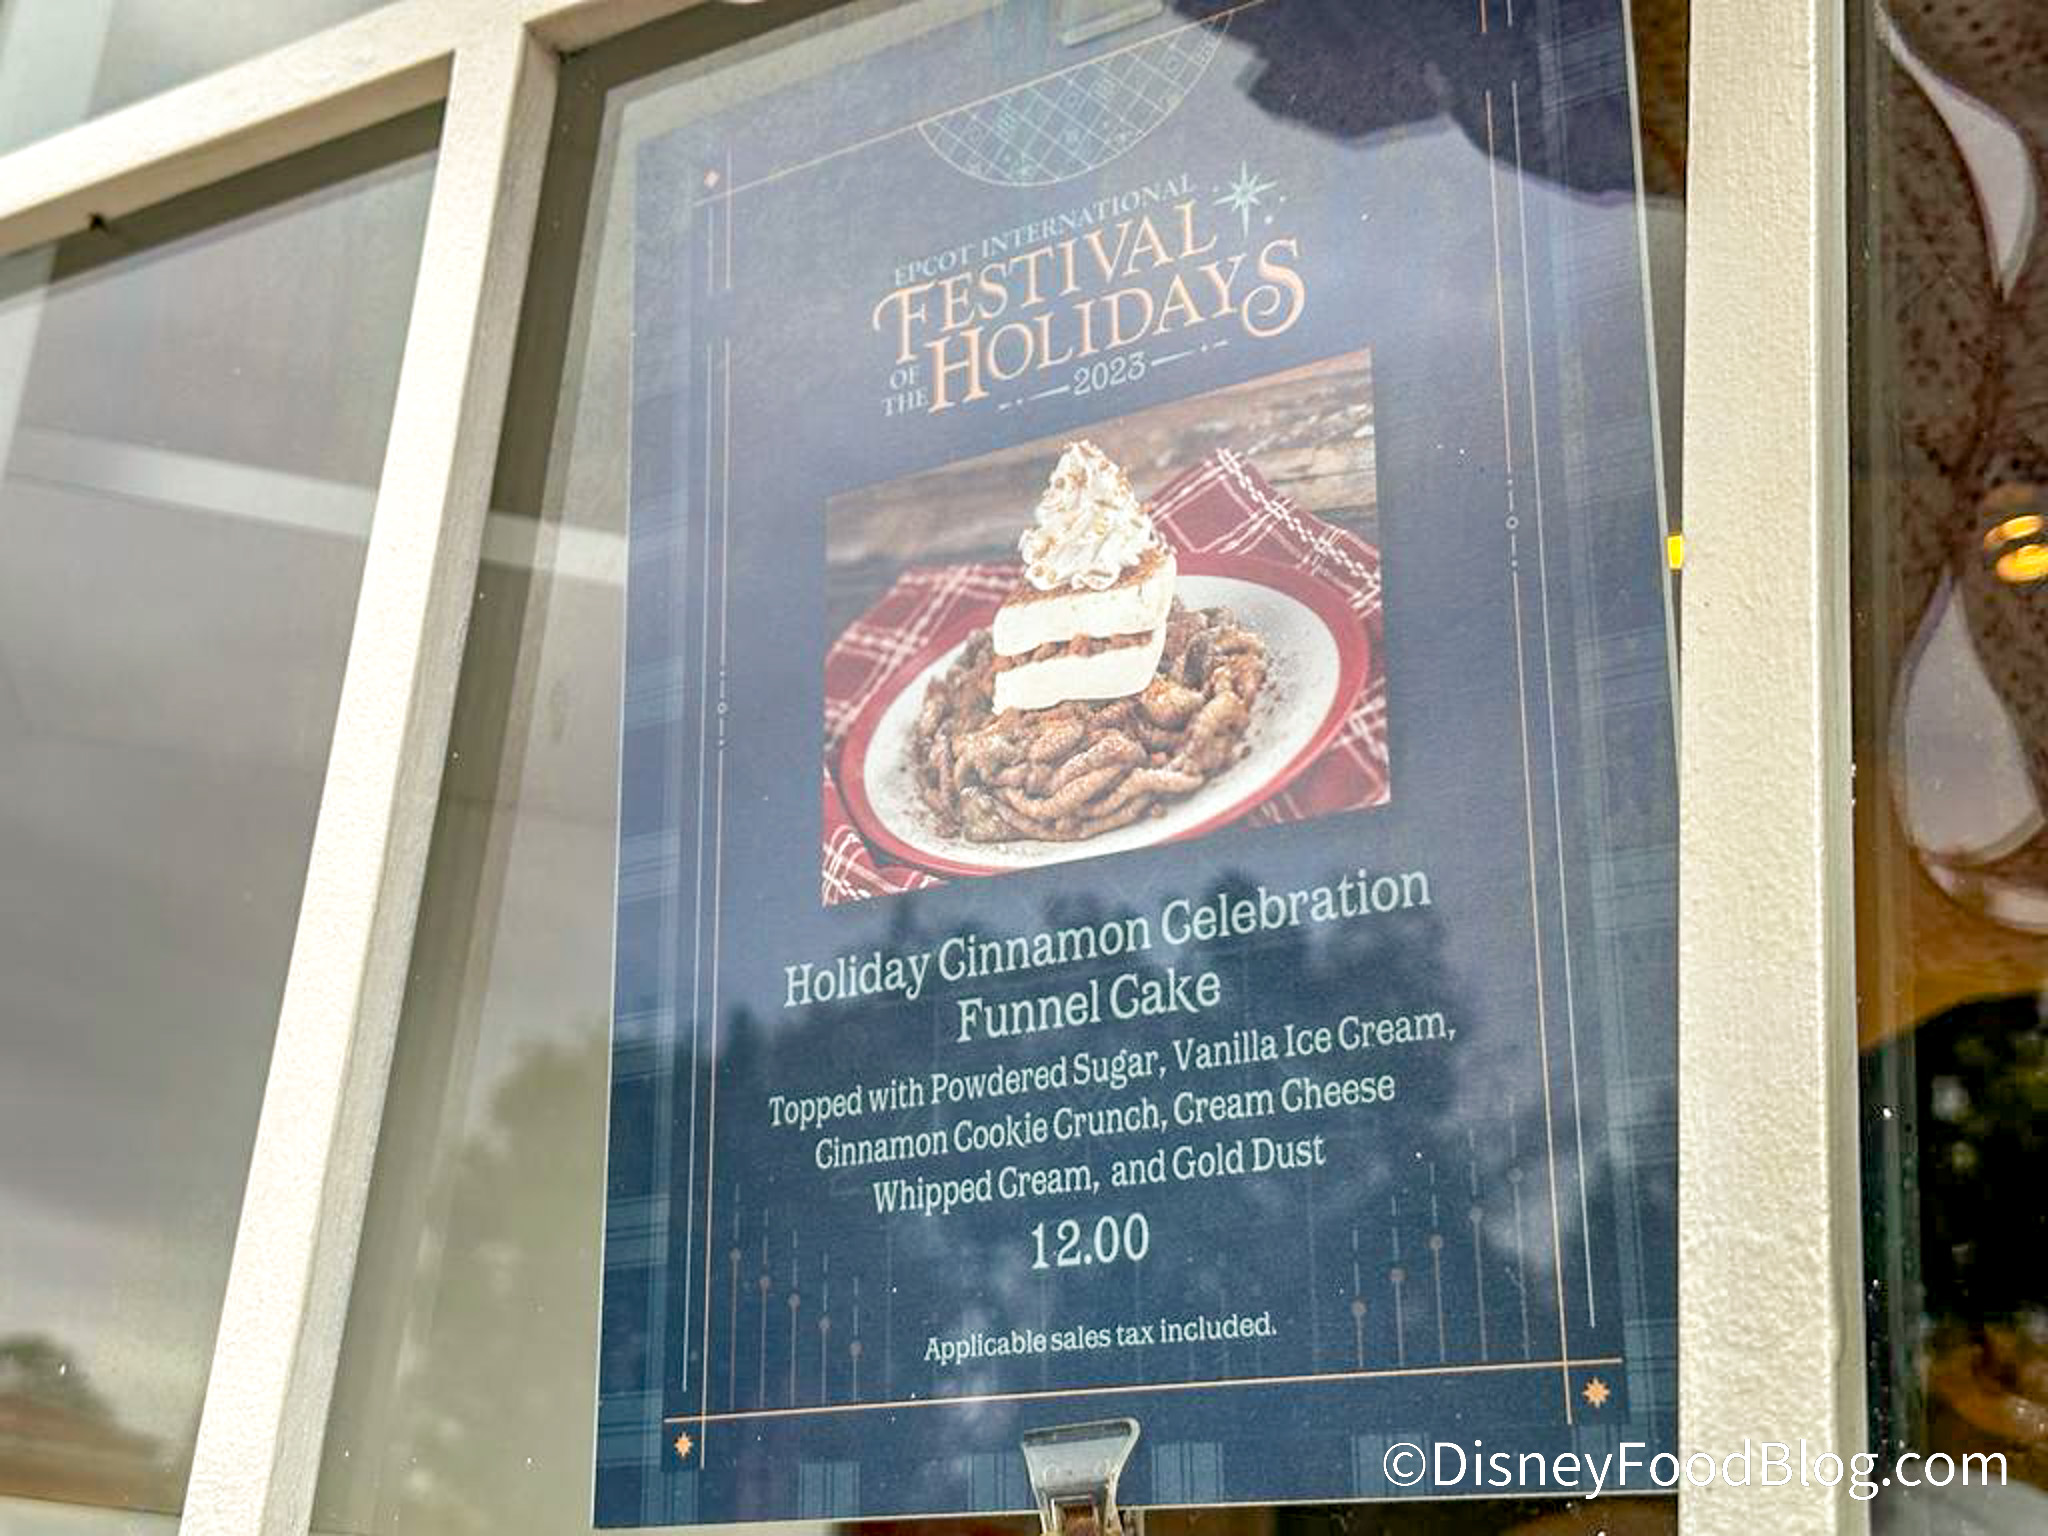 EPCOT INTERNATIONAL
FESTIVAL
OF THE HOLIDAYS
2023
Holiday Cinnamon Celebration
Funnel Cake
Topped with Powdered Sugar, Vanilla Ice Cream,
Cinnamon Cookie Crunch, Cream Cheese
Whipped Cream, and Gold Dust
12.00
Applicable sales tax included.
©DisneyFoodBlog.com